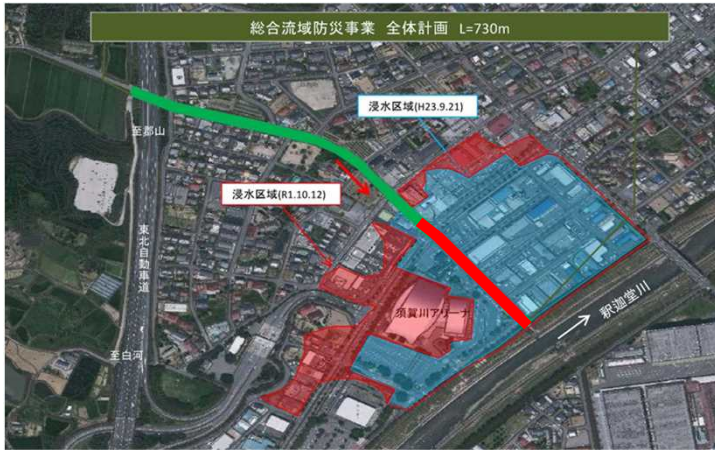 総合流域防災事業 全体計画 L=730m
浸水区域(H23.9.21)
至郡山
浸水区域(R1.10.12)
東北自動車道
須賀川アリーナ
釈迦堂川
至白河